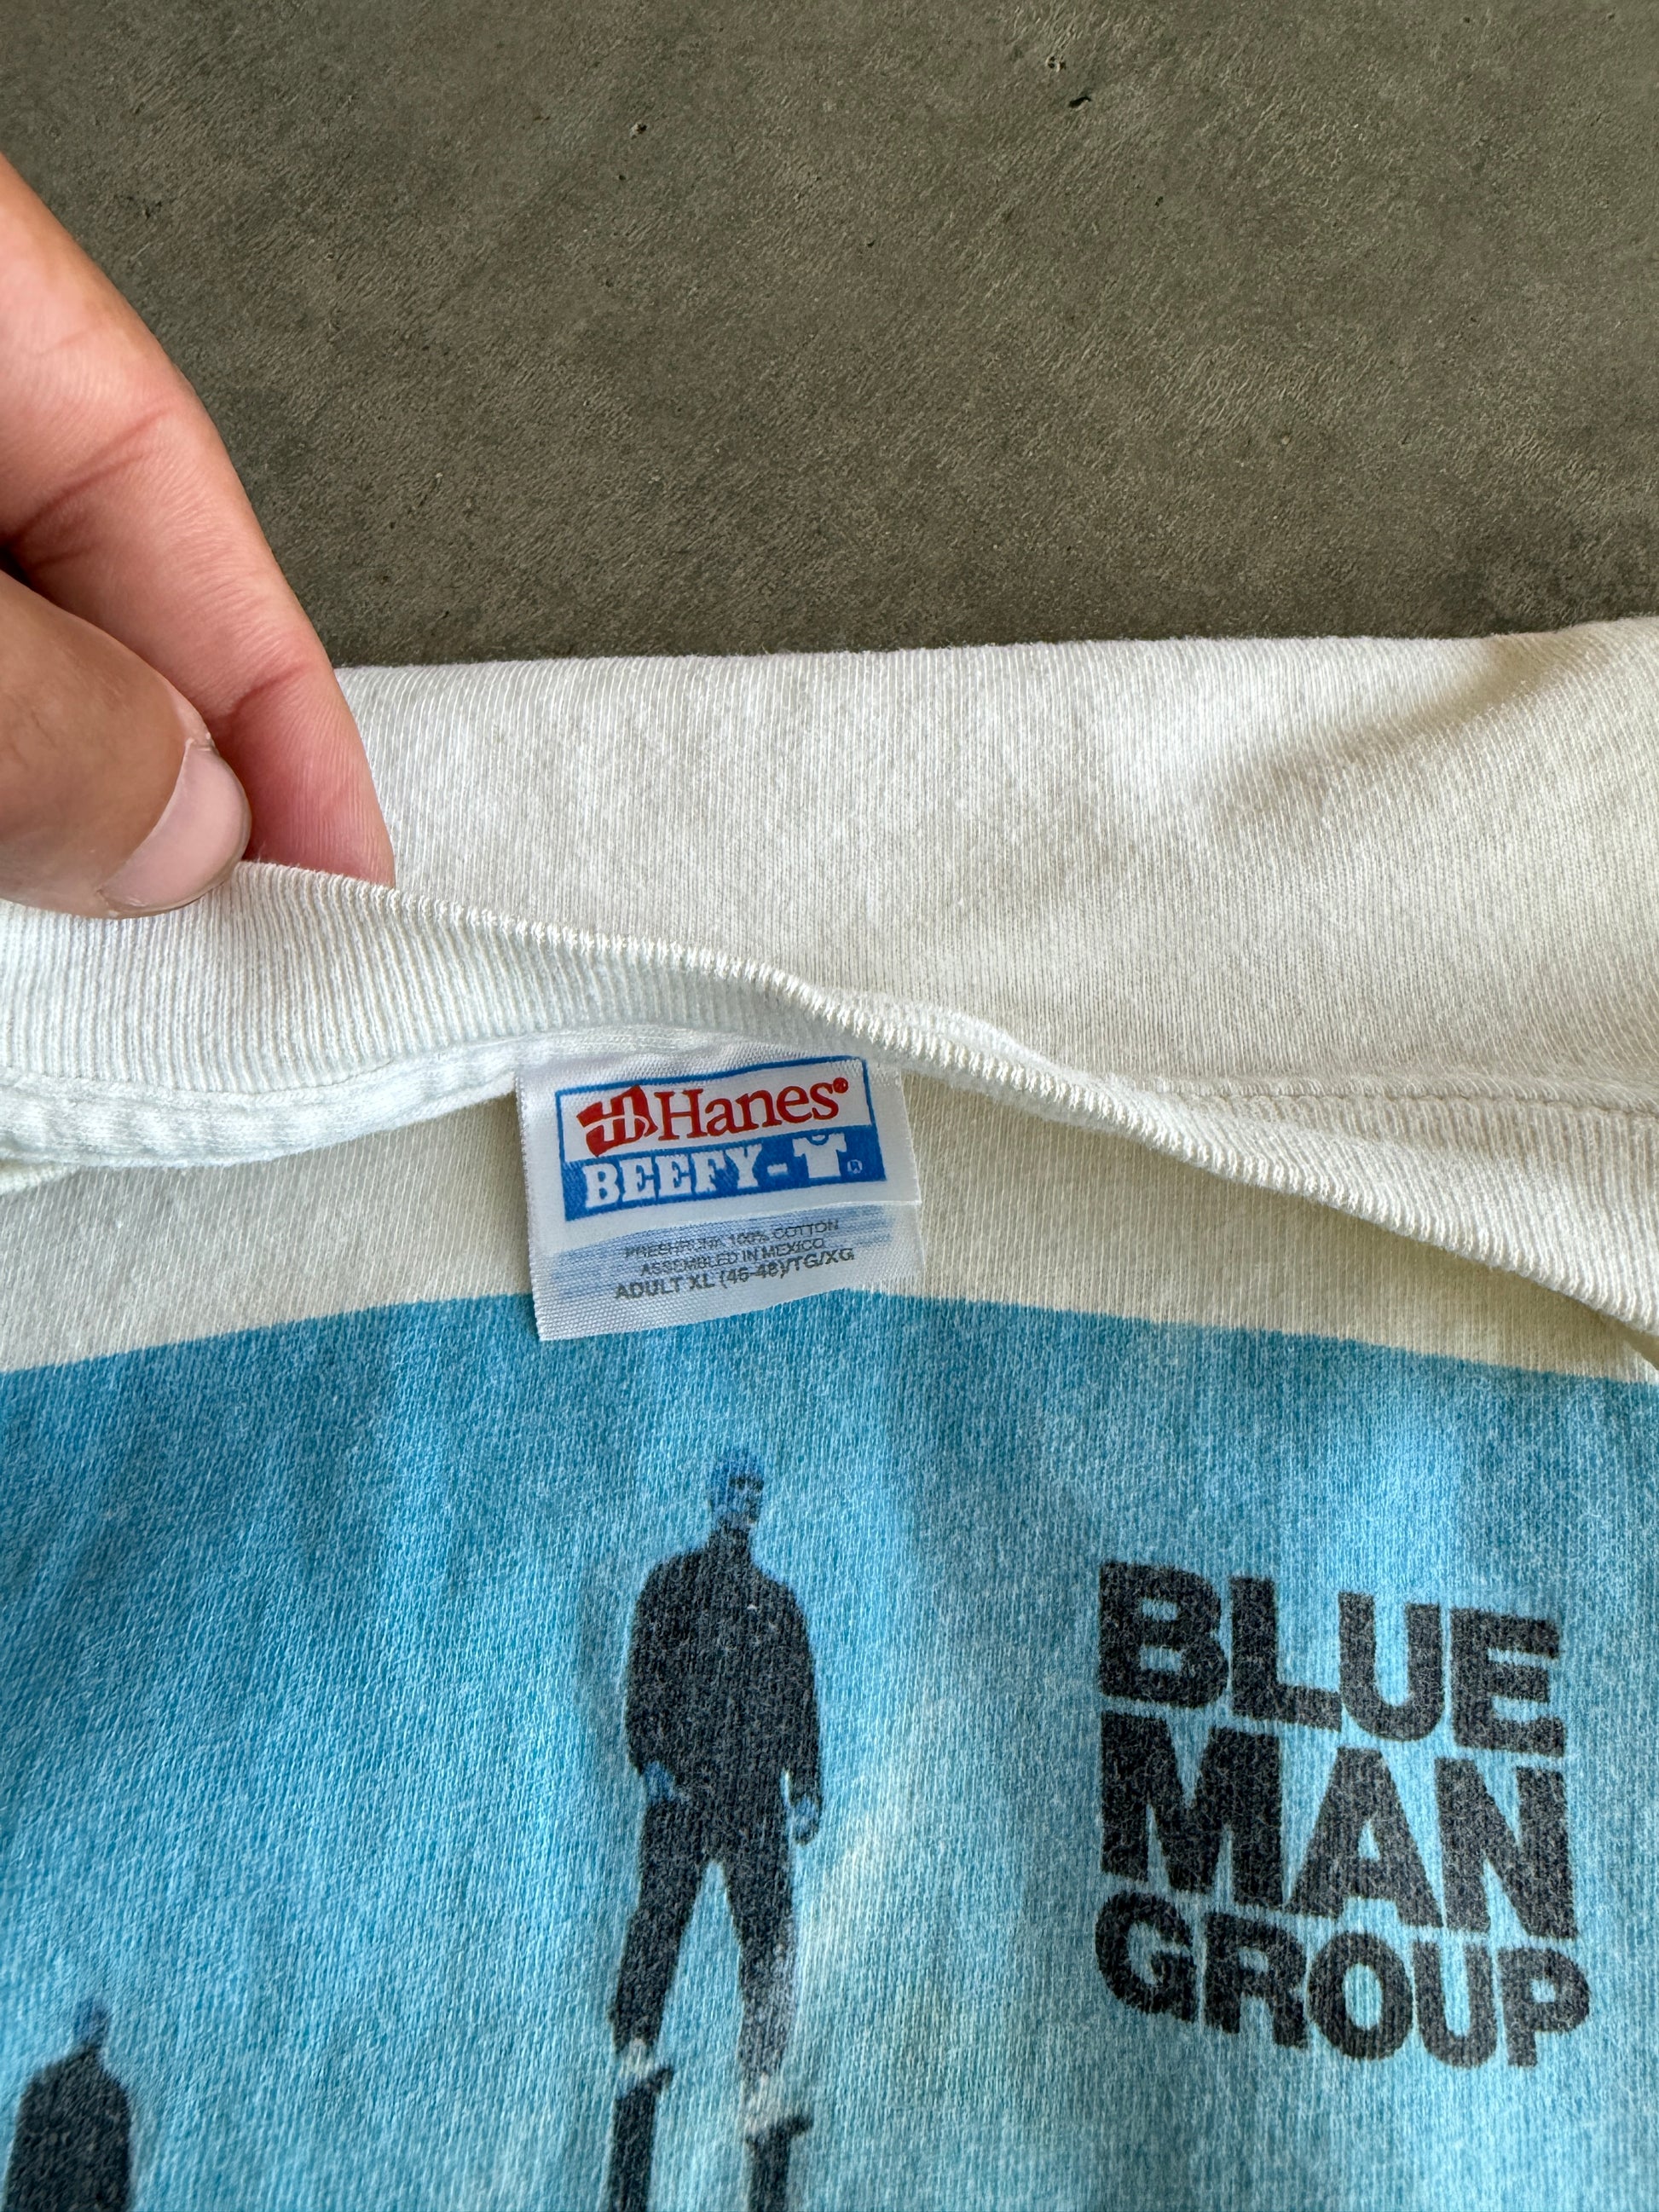 Hanes®
BEEFY-T®
PRESHRUNK 100% COTTON
ASSEMBLED IN MEXICO
ADULT XL (46-48)/TG/XG
BLUE
MAN
GROUP